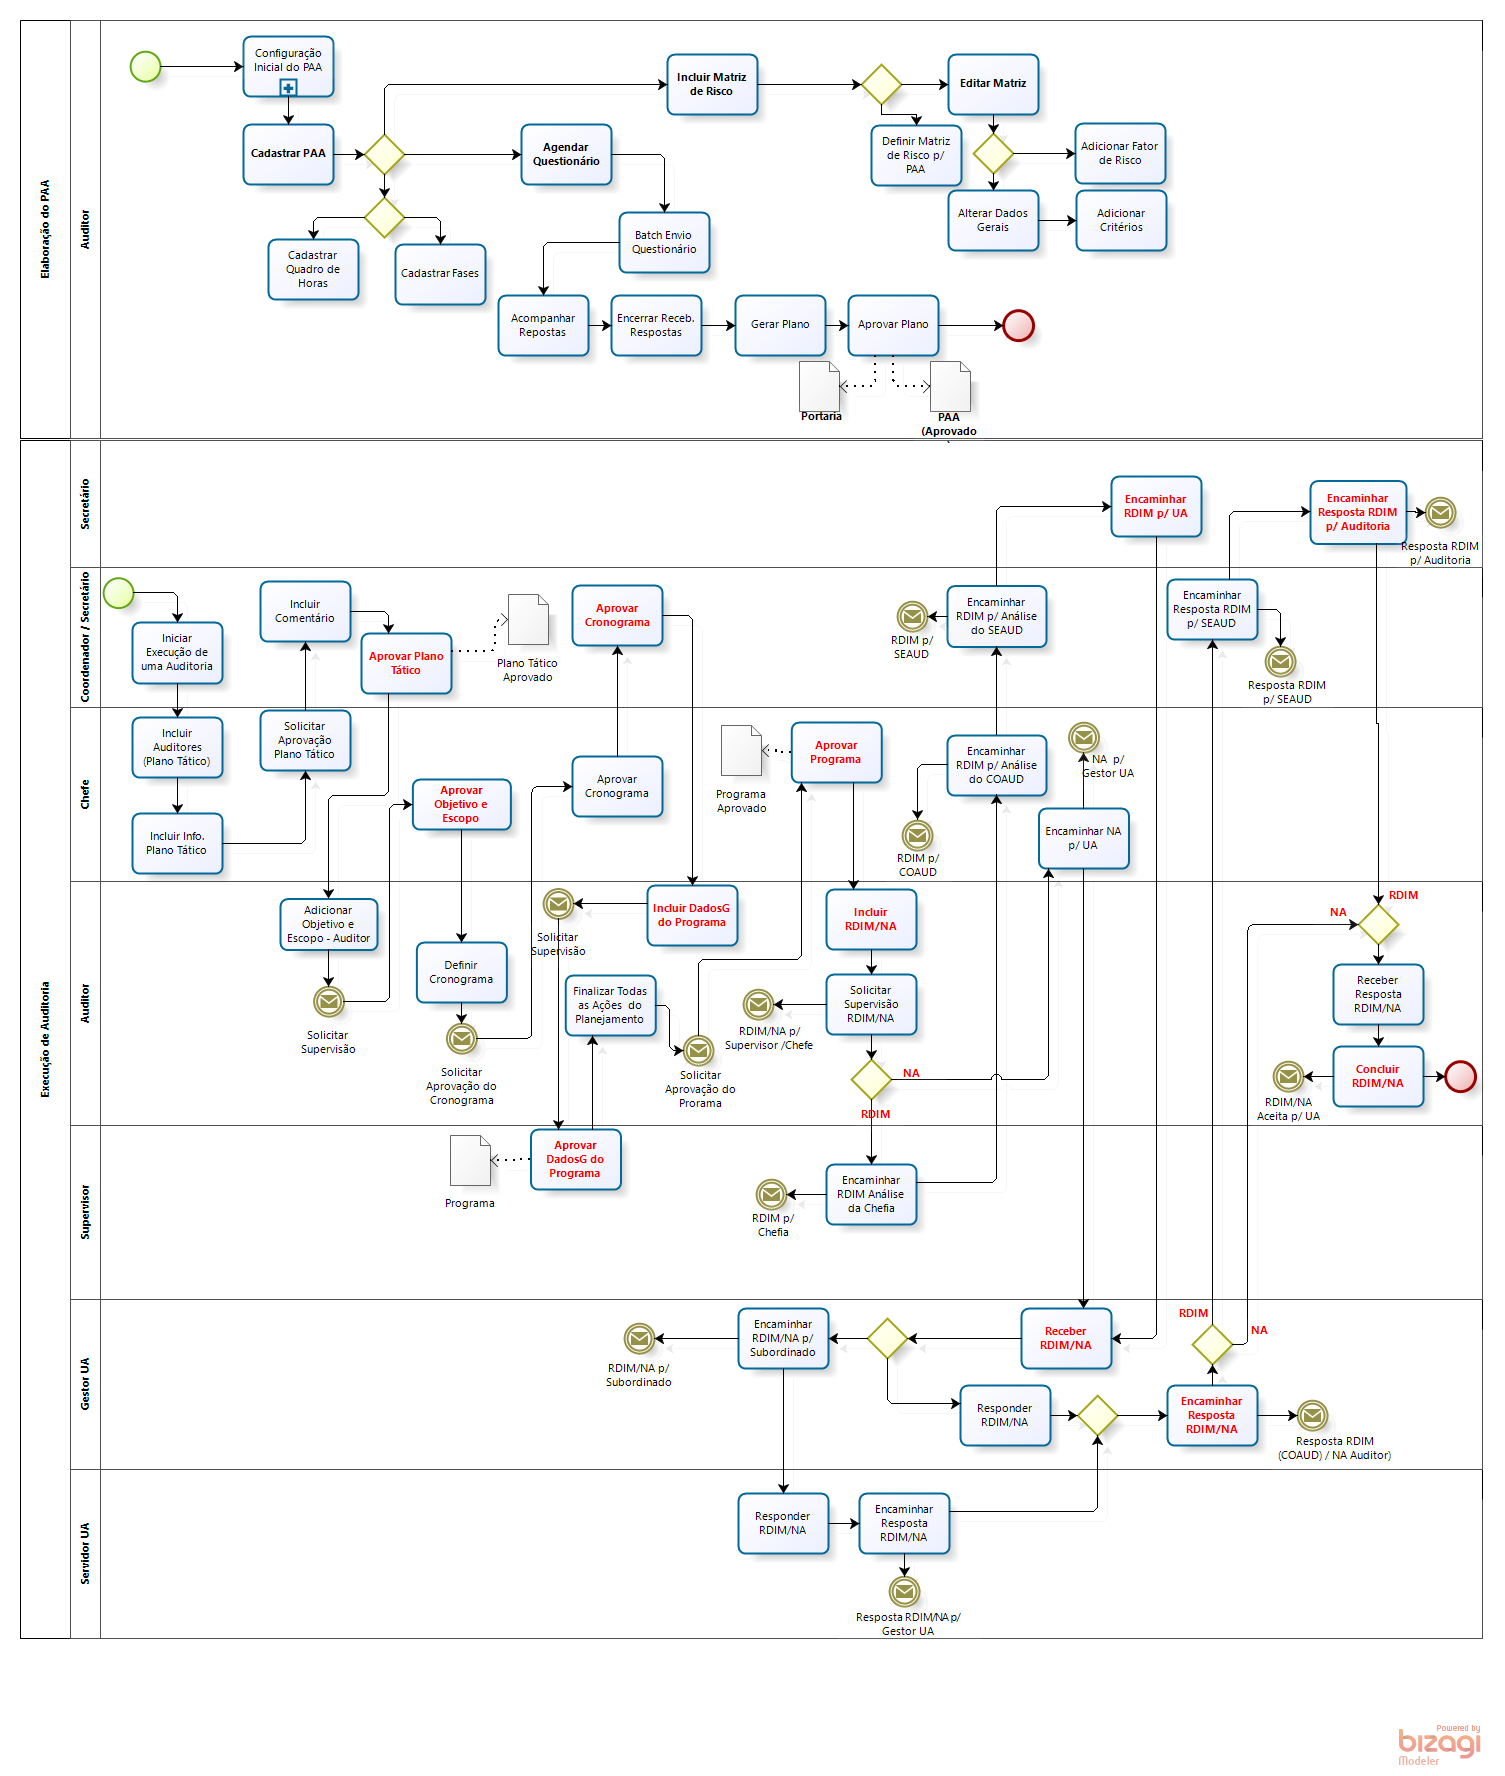 Elaboração do PAA
Auditor
Configuração
Inicial do PAA
Cadastrar PAA
Cadastrar
Quadro de
Horas
Cadastrar Fases
Agendar
Questionário
Batch Envio
Questionário
Acompanhar
Repostas
Encerrar Receb.
Respostas
Gerar Plano
Aprovar Plano
Portaria
PAA
(Aprovado
Incluir Matriz
de Risco
Definir Matriz
de Risco p/
PAA
Editar Matriz
Adicionar Fator
de Risco
Alterar Dados
Gerais
Adicionar
Critérios
Execução de Auditoria
Secretário
Encaminhar
RDIM p/ UA
Encaminhar
Resposta RDIM
p/ Auditoria
Resposta RDIM
p/ Auditoria
Coordenador / Secretário
Iniciar
Execução de
uma Auditoria
Incluir
Comentário
Aprovar Plano
Tático
Plano Tático
Aprovado
Aprovar
Cronograma
RDIM p/
SEAUD
Encaminhar
RDIM p/ Análise
do SEAUD
Encaminhar
Resposta RDIM
p/ SEAUD
Resposta RDIM
p/ SEAUD
Chefe
Incluir
Auditores
(Plano Tático)
Incluir Info.
Plano Tático
Solicitar
Aprovação
Plano Tático
Aprovar
Objetivo e
Escopo
Aprovar
Cronograma
Programa
Aprovado
Aprovar
Programa
Encaminhar
RDIM p/ Análise
do COAUD
RDIM p/
COAUD
NA  p/
Gestor UA
Encaminhar NA
p/ UA
Auditor
Adicionar
Objetivo e
Escopo - Auditor
Solicitar
Supervisão
Definir
Cronograma
Solicitar
Aprovação do
Cronograma
Solicitar
Supervisão
Incluir DadosG
do Programa
Finalizar Todas
as Ações  do
Planejamento
Solicitar
Aprovação do
Prorama
Incluir
RDIM/NA
Solicitar
Supervisão
RDIM/NA
RDIM/NA p/
Supervisor /Chefe
NA
RDIM
NA
RDIM
Receber
Resposta
RDIM/NA
Concluir
RDIM/NA
RDIM/NA
Aceita p/ UA
Supervisor
Programa
Aprovar
DadosG do
Programa
Encaminhar
RDIM Análise
da Chefia
RDIM p/
Chefia
Gestor UA
RDIM/NA p/
Subordinado
Encaminhar
RDIM/NA p/
Subordinado
Receber
RDIM/NA
Responder
RDIM/NA
RDIM
NA
Encaminhar
Resposta
RDIM/NA
Resposta RDIM
(COAUD) / NA Auditor)
Servidor UA
Responder
RDIM/NA
Encaminhar
Resposta
RDIM/NA
Resposta RDIM/NA p/
Gestor UA
Powered by
bizagi
Modeler